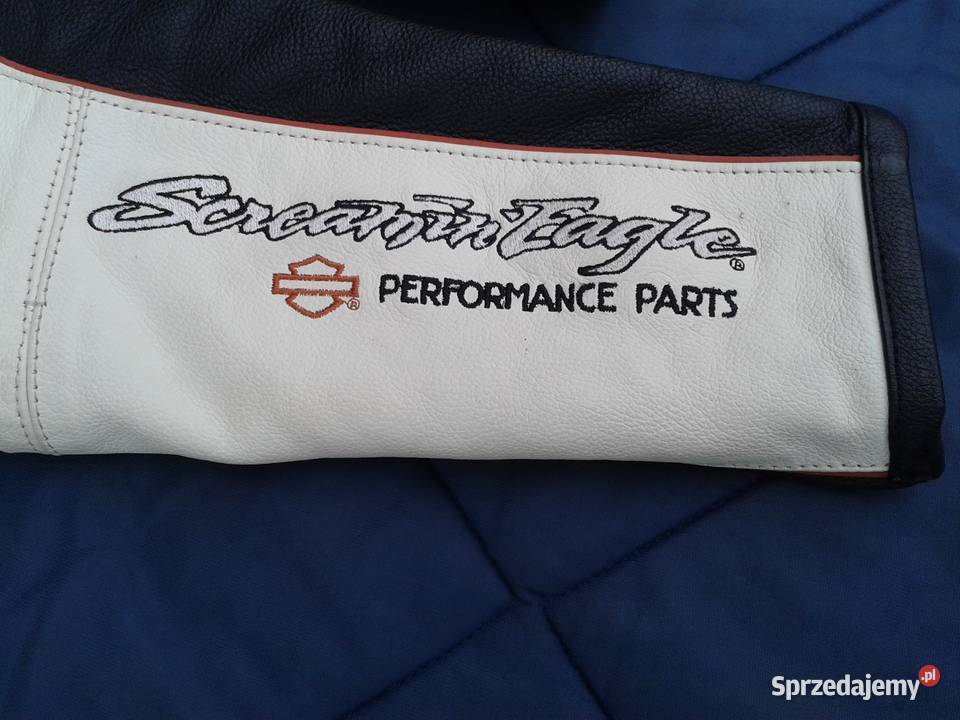 Screamin' Eagle®
® PERFORMANCE PARTS
Sprzedajemy.pl